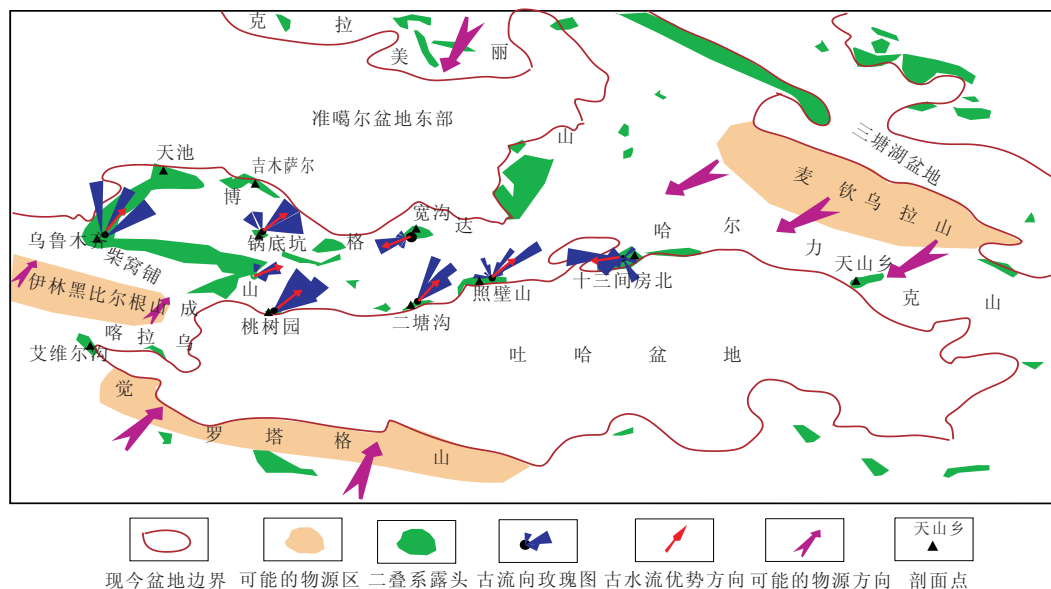 克拉美丽山
准噶尔盆地东部
三塘湖盆地
麦钦乌拉山
天池
吉木萨尔
博格达山
宽沟
乌鲁木齐
锅底坑
柴窝铺
哈尔力克山
天山乡
十三间房北
照壁山
二塘沟
桃树园
伊林黑比尔根山
喀拉乌成山
艾维尔沟
吐哈盆地
觉罗塔格山
天山乡
现今盆地边界
可能的物源区
二叠系露头
古流向玫瑰图
古水流优势方向
可能的物源方向
剖面点